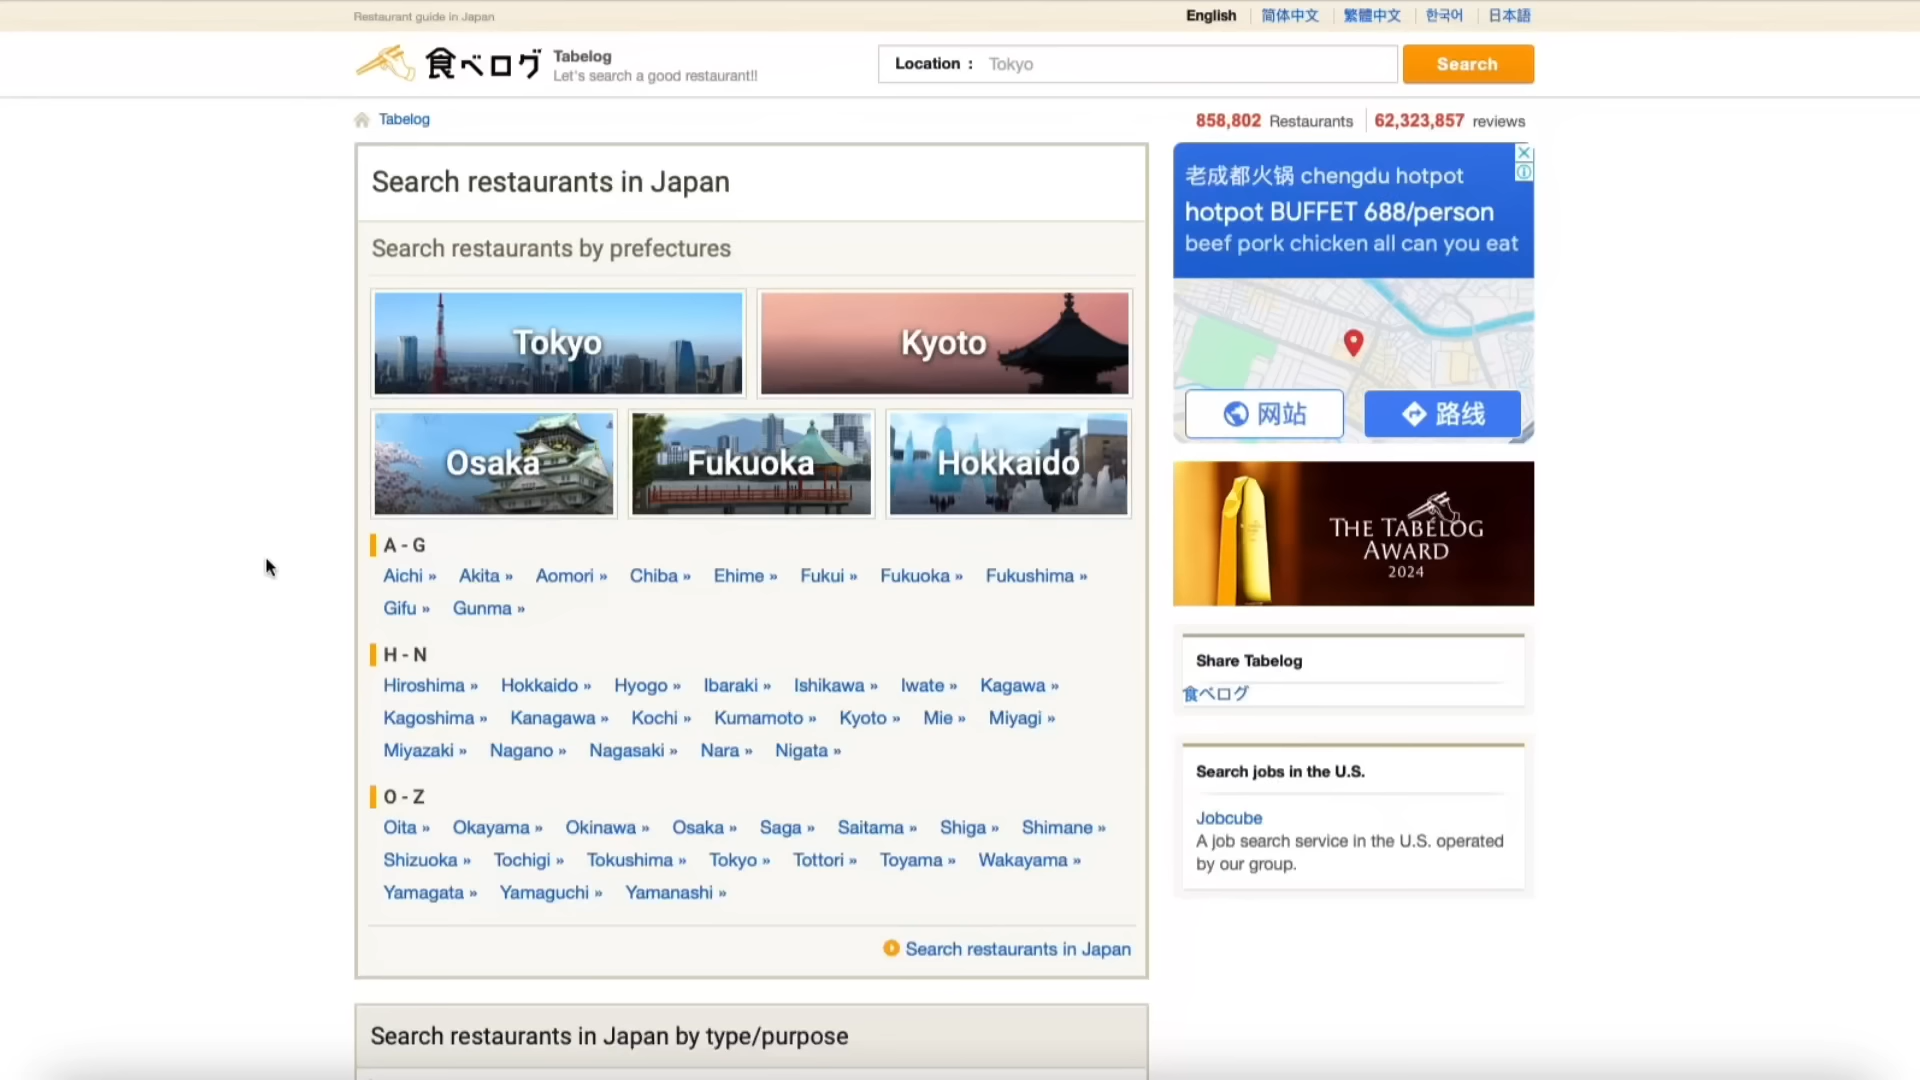 Restaurant guide in Japan
English 简体中文 繁體中文 한국어 日本語
食べログ
Tabelog
Let's search a good restaurant!!
Location : Tokyo
Search
Tabelog
858,802 Restaurants 62,323,857 reviews
Search restaurants in Japan
Search restaurants by prefectures
Tokyo
Kyoto
Osaka
Fukuoka
Hokkaido
A - G
Aichi » Akita » Aomori » Chiba » Ehime » Fukui » Fukuoka » Fukushima »
Gifu » Gunma »
H - N
Hiroshima » Hokkaido » Hyogo » Ibaraki » Ishikawa » Iwate » Kagawa »
Kagoshima » Kanagawa » Kochi » Kumamoto » Kyoto » Mie » Miyagi »
Miyazaki » Nagano » Nagasaki » Nara » Nigata »
O - Z
Oita » Okayama » Okinawa » Osaka » Saga » Saitama » Shiga » Shimane »
Shizuoka » Tochigi » Tokushima » Tokyo » Tottori » Toyama » Wakayama »
Yamagata » Yamaguchi » Yamanashi »
Search restaurants in Japan
Search restaurants in Japan by type/purpose
老成都火锅 chengdu hotpot
hotpot BUFFET 688/person
beef pork chicken all can you eat
网站
路线
THE TABELOG
AWARD
2024
Share Tabelog
食べログ
Search jobs in the U.S.
Jobcube
A job search service in the U.S. operated
by our group.